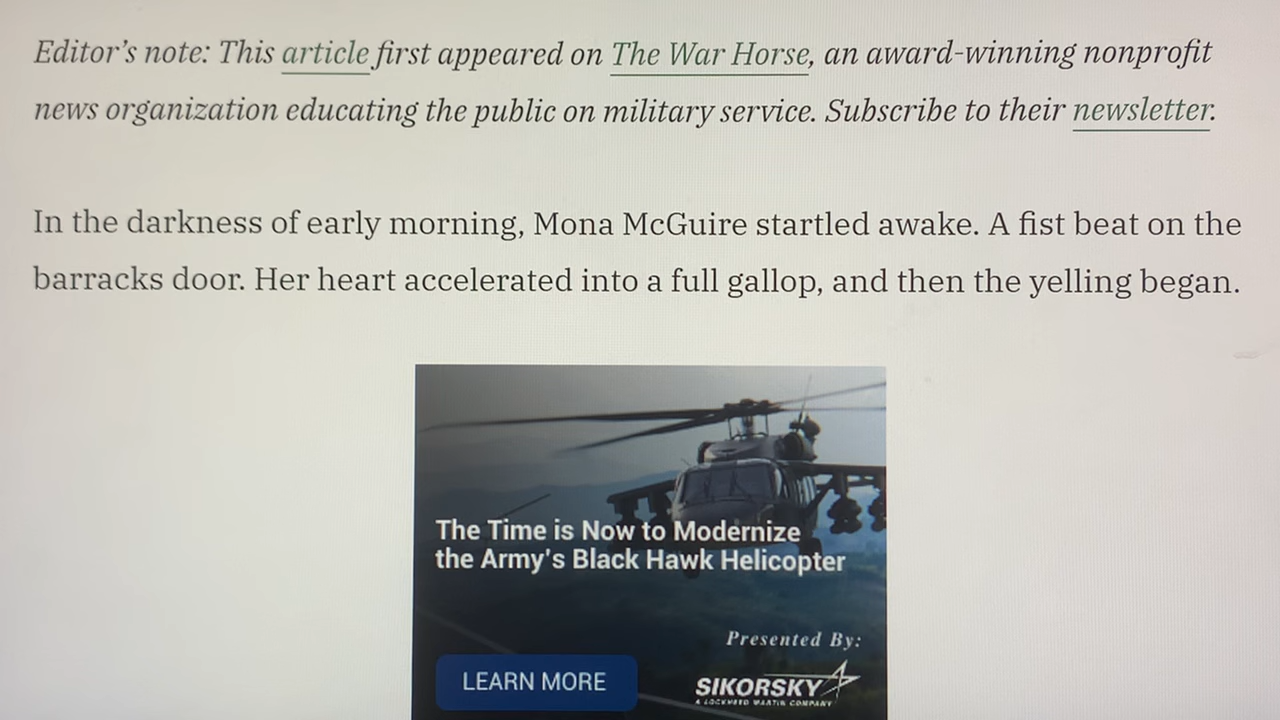 Editor's note: This article first appeared on The War Horse, an award-winning nonprofit
news organization educating the public on military service. Subscribe to their newsletter.
In the darkness of early morning, Mona McGuire startled awake. A fist beat on the
barracks door. Her heart accelerated into a full gallop, and then the yelling began.
The Time is Now to Modernize
the Army's Black Hawk Helicopter
Presented By:
LEARN MORE
SIKORSKY
A LOCKHEED MARTIN COMPANY